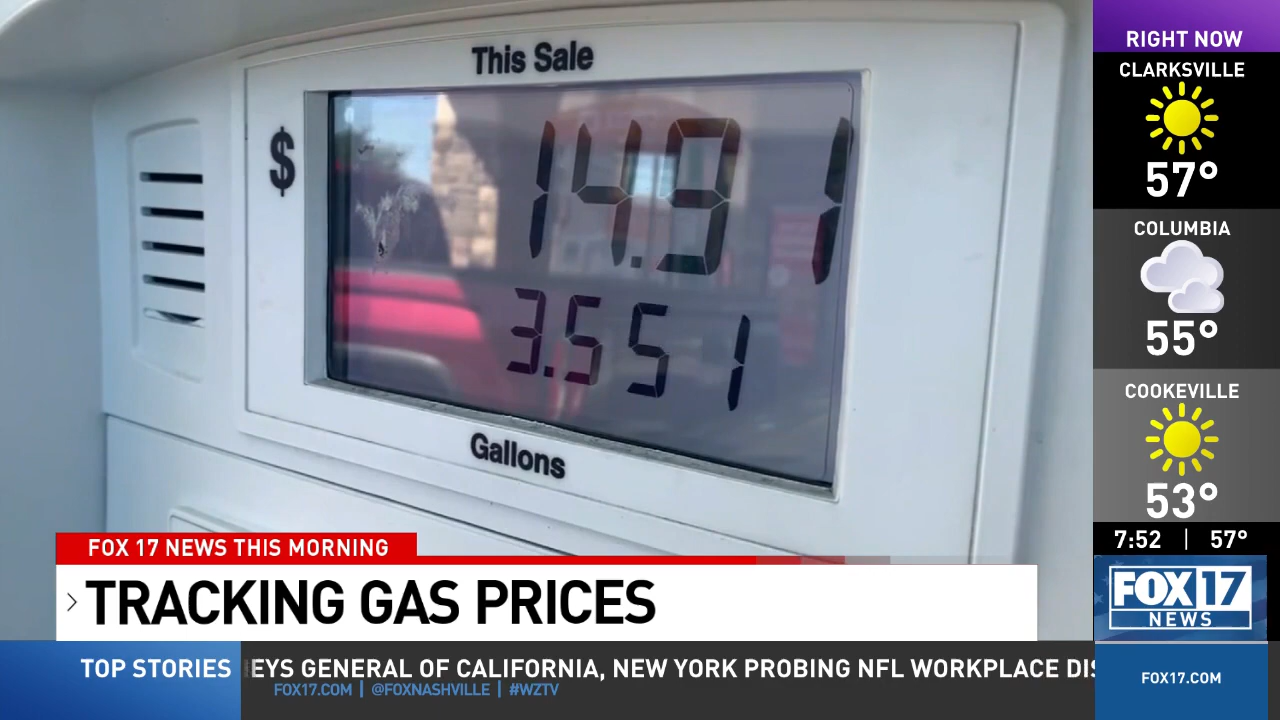 This Sale
$
14.91
3.551
Gallons
FOX 17 NEWS THIS MORNING
TRACKING GAS PRICES
TOP STORIES
EYS GENERAL OF CALIFORNIA, NEW YORK PROBING NFL WORKPLACE DIS
FOX17.COM | @FOXNASHVILLE | #WZTV
RIGHT NOW
CLARKSVILLE
57°
COLUMBIA
55°
COOKEVILLE
53°
7:52 | 57°
FOX 17
NEWS
FOX17.COM